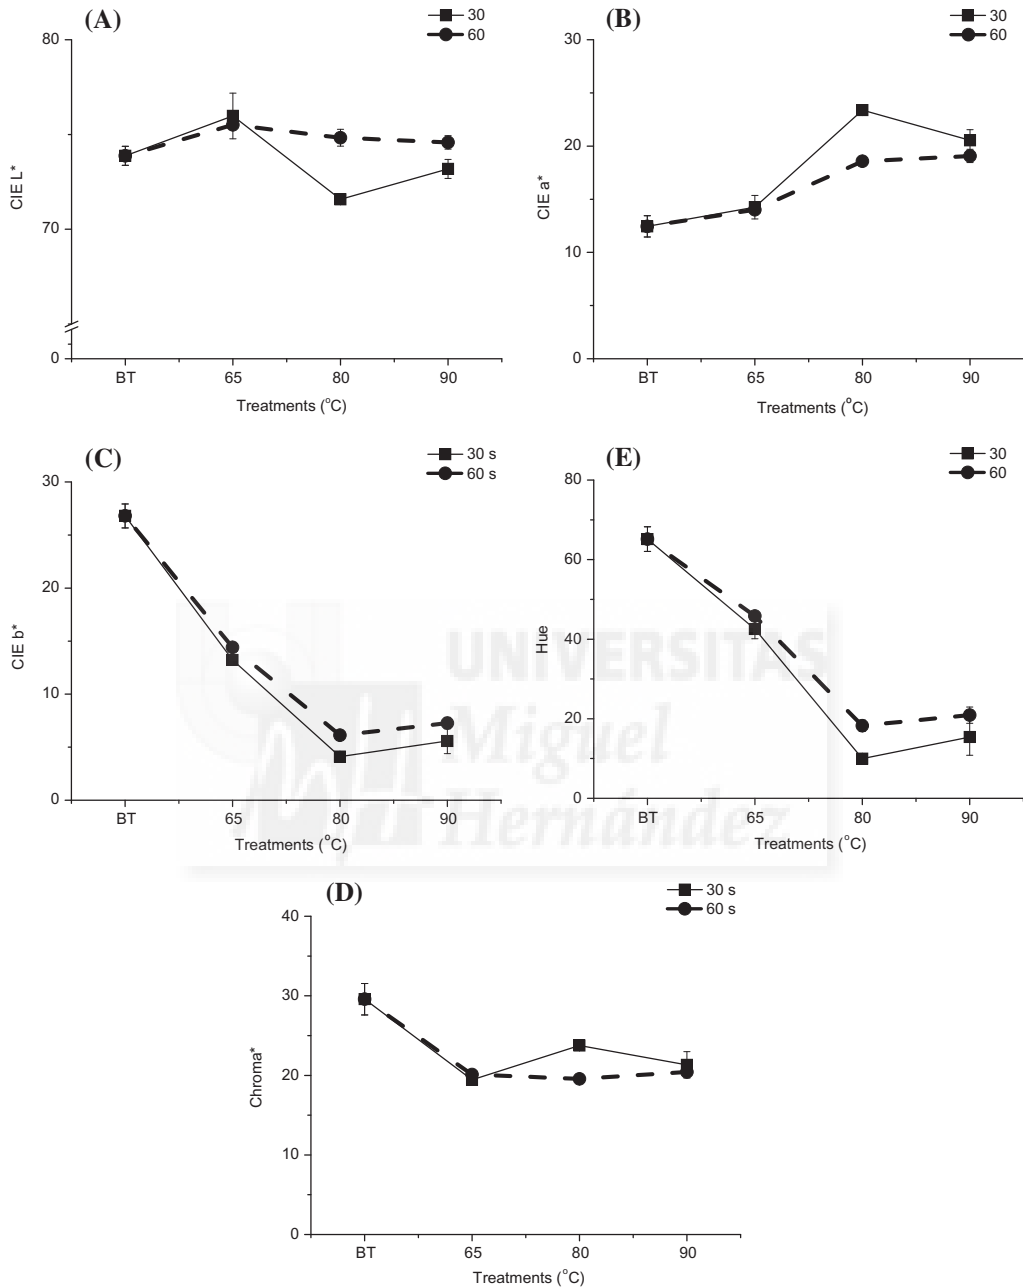 (A)
30
60
80
70
0
CIE L*
BT 65 80 90
Treatments (°C)
(B)
30
60
30
20
10
0
CIE a*
BT 65 80 90
Treatments (°C)
(C)
30 s
60 s
30
20
10
0
CIE b*
BT 65 80 90
Treatments (°C)
(E)
30
60
80
60
40
20
0
Hue
BT 65 80 90
Treatments (°C)
UNIVERSITAS
Miguel
Hernández
(D)
30 s
60 s
40
30
20
10
0
Chroma*
BT 65 80 90
Treatments (°C)